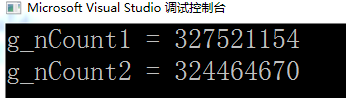 Microsoft Visual Studio 调试控制台
g_nCount1 = 327521154
g_nCount2 = 324464670